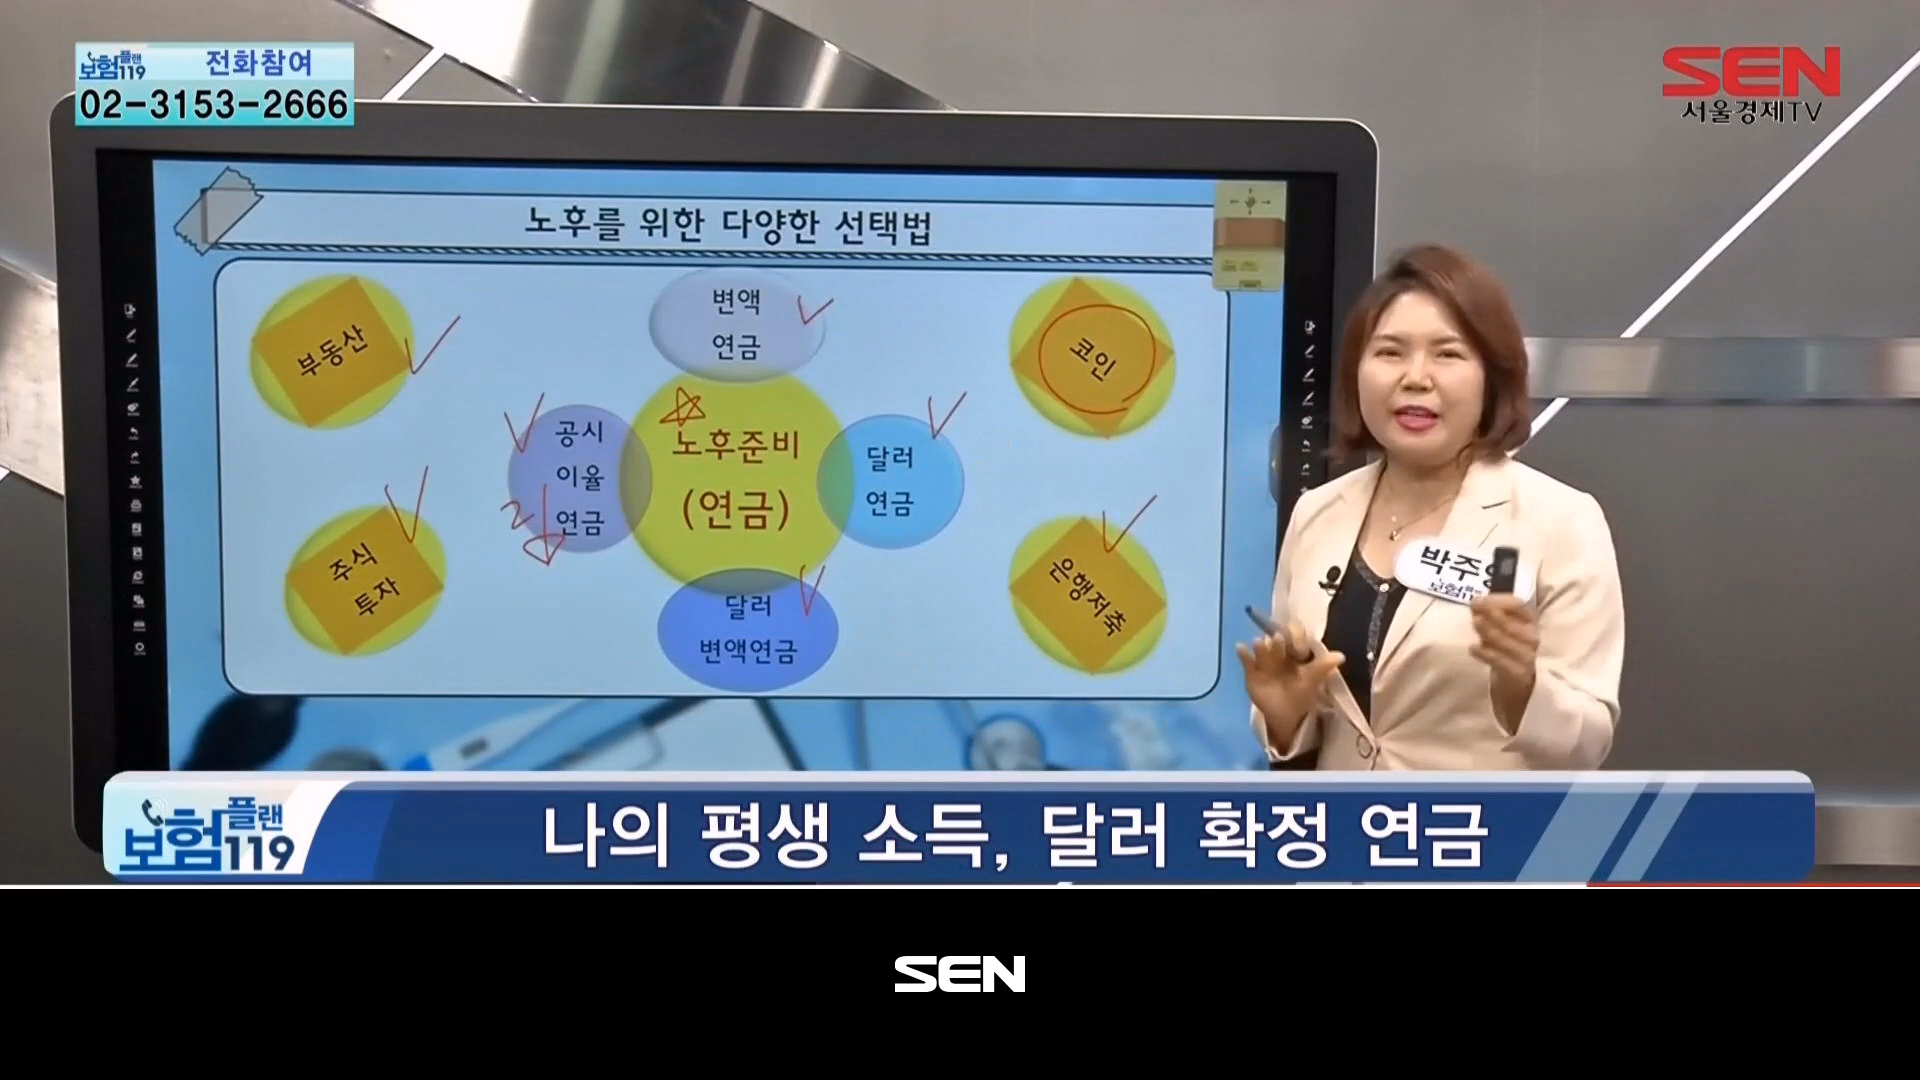 보험플랜119
전화참여
02-3153-2666
SEN
서울경제TV
노후를 위한 다양한 선택법
부동산
변액
연금
코인
공시
이율
연금
노후준비
(연금)
달러
연금
주식
투자
달러
변액연금
은행저축
박주
보험플랜119
나의 평생 소득, 달러 확정 연금
SEN